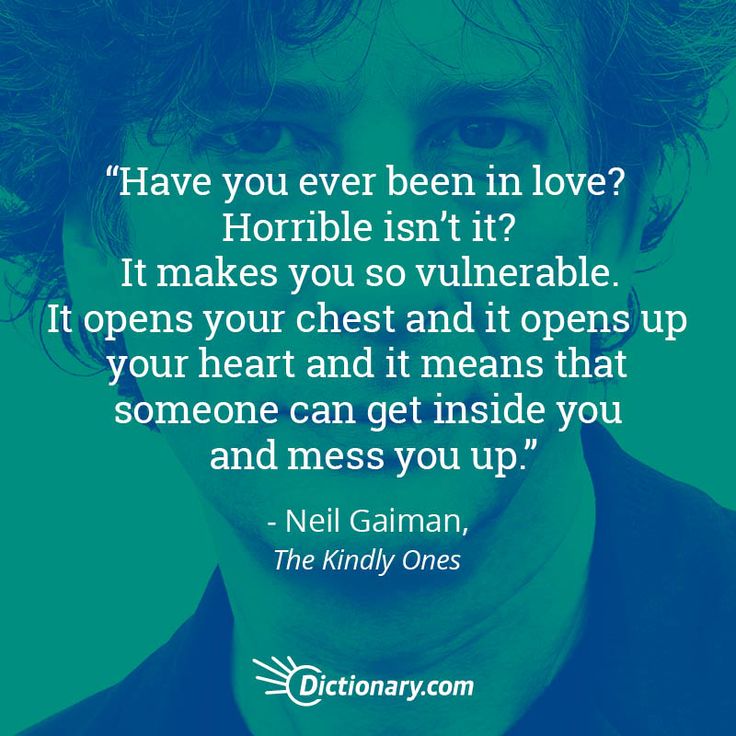 “Have you ever been in love?
Horrible isn’t it?
It makes you so vulnerable.
It opens your chest and it opens up
your heart and it means that
someone can get inside you
and mess you up.”
- Neil Gaiman,
The Kindly Ones
Dictionary.com